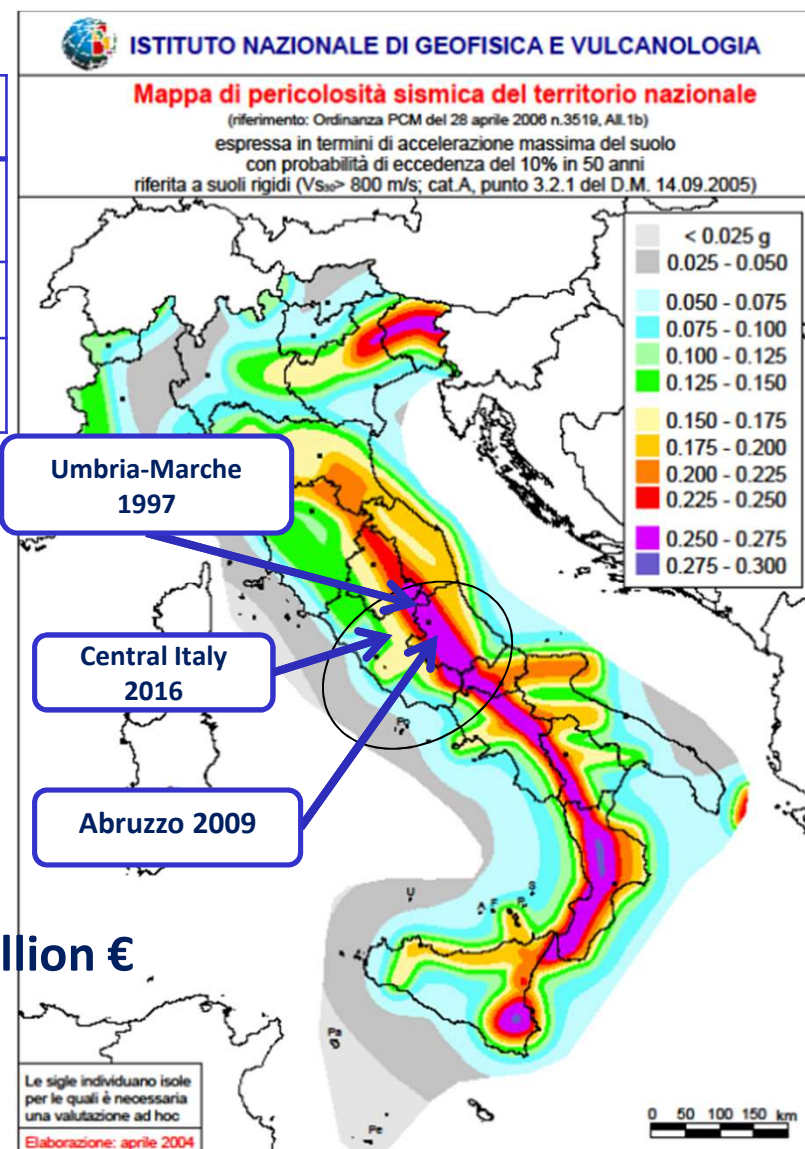 ISTITUTO NAZIONALE DI GEOFISICA E VULCANOLOGIA
Mappa di pericolosità sismica del territorio nazionale
(riferimento: Ordinanza PCM del 28 aprile 2006 n.3519, All.1b)
espressa in termini di accelerazione massima del suolo
con probabilità di eccedenza del 10% in 50 anni
riferita a suoli rigidi (Vs30> 800 m/s; cat.A, punto 3.2.1 del D.M. 14.09.2005)
< 0.025 g
0.025 - 0.050
0.050 - 0.075
0.075 - 0.100
0.100 - 0.125
0.125 - 0.150
0.150 - 0.175
0.175 - 0.200
0.200 - 0.225
0.225 - 0.250
0.250 - 0.275
0.275 - 0.300
Umbria-Marche
1997
Central Italy
2016
Abruzzo 2009
llion €
U
A
F
S
Pa
Pe
Le sigle individuano isole
per le quali è necessaria
una valutazione ad hoc
Elaborazione: aprile 2004
0 50 100 150 km